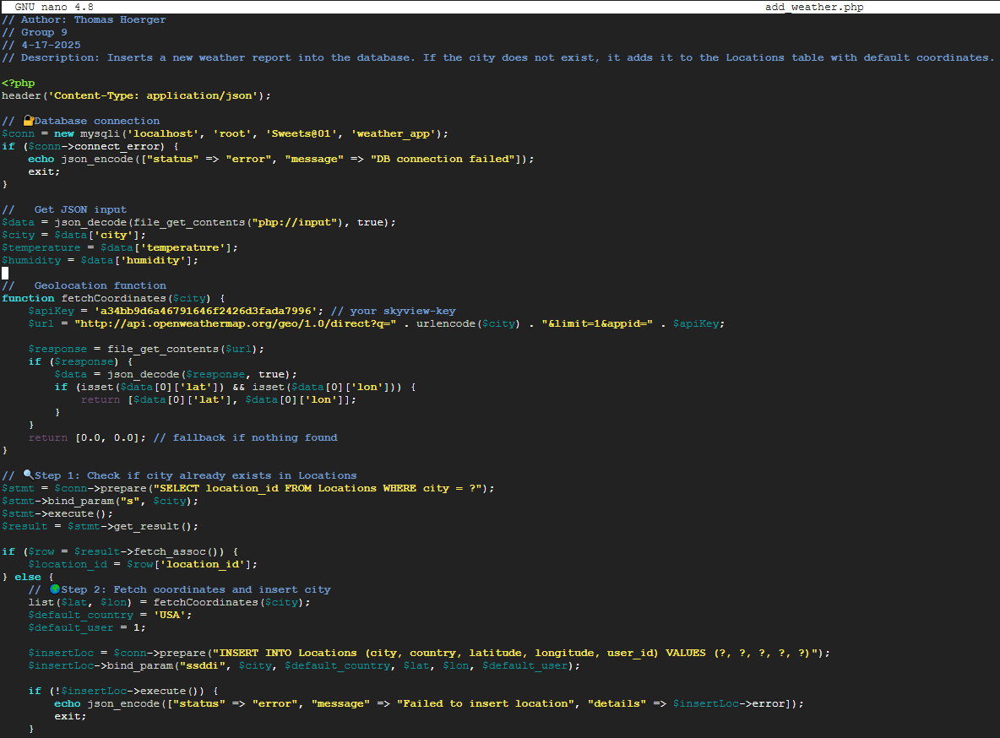 GNU nano 4.8 add_weather.php
// Author: Thomas Hoerger
// Group 9
// 4-17-2025
// Description: Inserts a new weather report into the database. If the city does not exist, it adds it to the Locations table with default coordinates.
<?php
header('Content-Type: application/json');
// 🔐Database connection
$conn = new mysqli('localhost', 'root', 'Sweets@01', 'weather_app');
if ($conn->connect_error) {
    echo json_encode(["status" => "error", "message" => "DB connection failed"]);
    exit;
}
//   Get JSON input
$data = json_decode(file_get_contents("php://input"), true);
$city = $data['city'];
$temperature = $data['temperature'];
$humidity = $data['humidity'];
//   Geolocation function
function fetchCoordinates($city) {
    $apiKey = 'a34bb9d6a46791646f2426d3fada7996'; // your skyview-key
    $url = "http://api.openweathermap.org/geo/1.0/direct?q=" . urlencode($city) . "&limit=1&appid=" . $apiKey;
    $response = file_get_contents($url);
    if ($response) {
        $data = json_decode($response, true);
        if (isset($data[0]['lat']) && isset($data[0]['lon'])) {
            return [$data[0]['lat'], $data[0]['lon']];
        }
    }
    return [0.0, 0.0]; // fallback if nothing found
}
// 🔍Step 1: Check if city already exists in Locations
$stmt = $conn->prepare("SELECT location_id FROM Locations WHERE city = ?");
$stmt->bind_param("s", $city);
$stmt->execute();
$result = $stmt->get_result();
if ($row = $result->fetch_assoc()) {
    $location_id = $row['location_id'];
} else {
    // 🌍Step 2: Fetch coordinates and insert city
    list($lat, $lon) = fetchCoordinates($city);
    $default_country = 'USA';
    $default_user = 1;
    $insertLoc = $conn->prepare("INSERT INTO Locations (city, country, latitude, longitude, user_id) VALUES (?, ?, ?, ?, ?)");
    $insertLoc->bind_param("ssddi", $city, $default_country, $lat, $lon, $default_user);
    if (!$insertLoc->execute()) {
        echo json_encode(["status" => "error", "message" => "Failed to insert location", "details" => $insertLoc->error]);
        exit;
    }